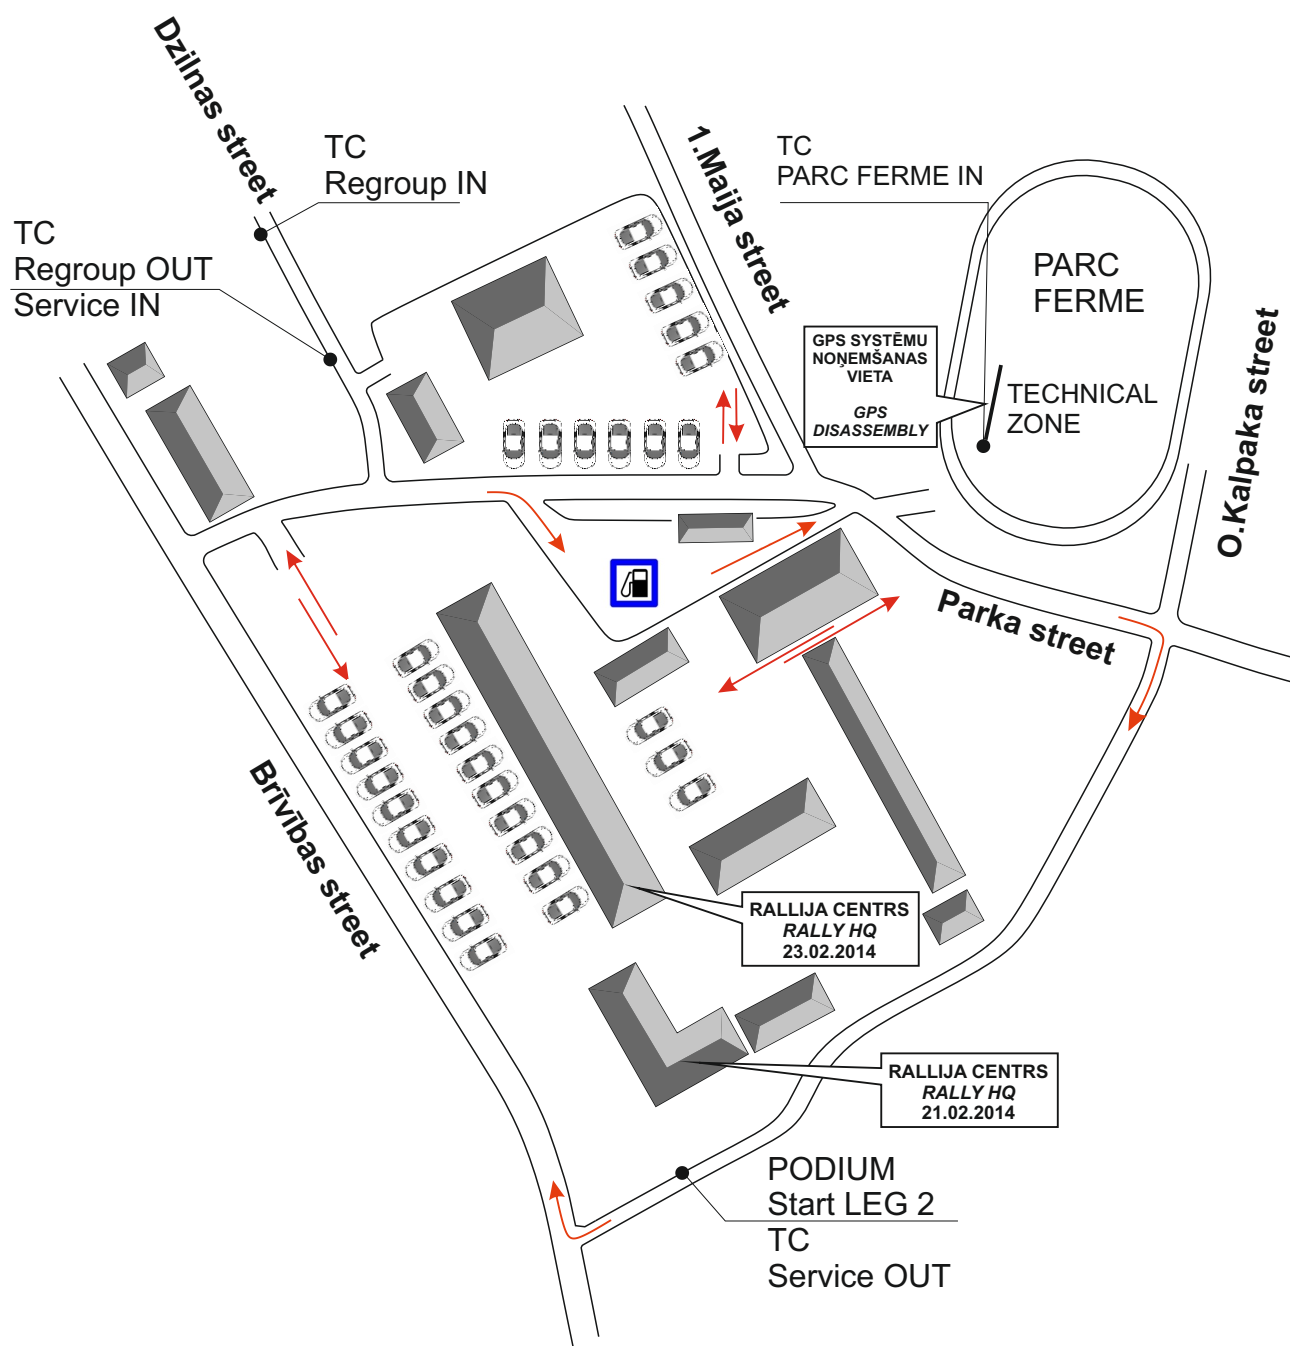 Dzilnas street
TC
Regroup IN
TC
Regroup OUT
Service IN
1.Maija street
TC
PARC FERME IN
PARC
FERME
GPS SYSTĒMU
NOŅEMŠANAS
VIETA
GPS
DISASSEMBLY
TECHNICAL
ZONE
O.Kalpaka street
Parka street
Brīvības street
RALLIJA CENTRS
RALLY HQ
23.02.2014
RALLIJA CENTRS
RALLY HQ
21.02.2014
PODIUM
Start LEG 2
TC
Service OUT